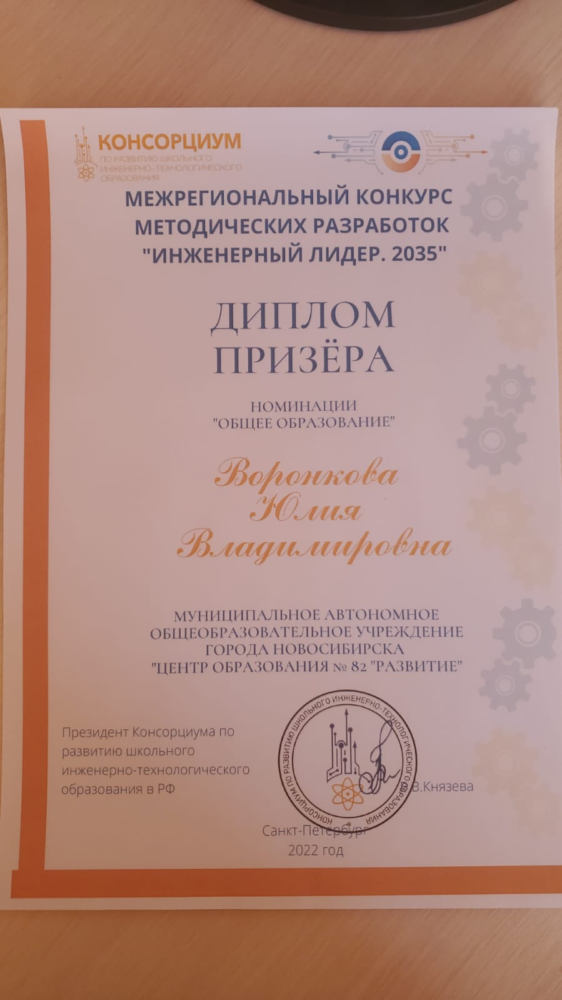 КОНСОРЦИУМ
ПО РАЗВИТИЮ ШКОЛЬНОГО
ИНЖЕНЕРНО-ТЕХНОЛОГИЧЕСКОГО
ОБРАЗОВАНИЯ
МЕЖРЕГИОНАЛЬНЫЙ КОНКУРС
МЕТОДИЧЕСКИХ РАЗРАБОТОК
"ИНЖЕНЕРНЫЙ ЛИДЕР. 2035"
ДИПЛОМ
ПРИЗЁРА
НОМИНАЦИИ
"ОБЩЕЕ ОБРАЗОВАНИЕ"
Воронкова
Юлия
Владимировна
МУНИЦИПАЛЬНОЕ АВТОНОМНОЕ
ОБЩЕОБРАЗОВАТЕЛЬНОЕ УЧРЕЖДЕНИЕ
ГОРОДА НОВОСИБИРСКА
"ЦЕНТР ОБРАЗОВАНИЯ № 82 "РАЗВИТИЕ"
Президент Консорциума по
развитию школьного
инженерно-технологического
образования в РФ
КОНСОРЦИУМ ПО РАЗВИТИЮ ШКОЛЬНОГО ИНЖЕНЕРНО-ТЕХНОЛОГИЧЕСКОГО ОБРАЗОВАНИЯ *
В.Князева
Санкт-Петербург
2022 год